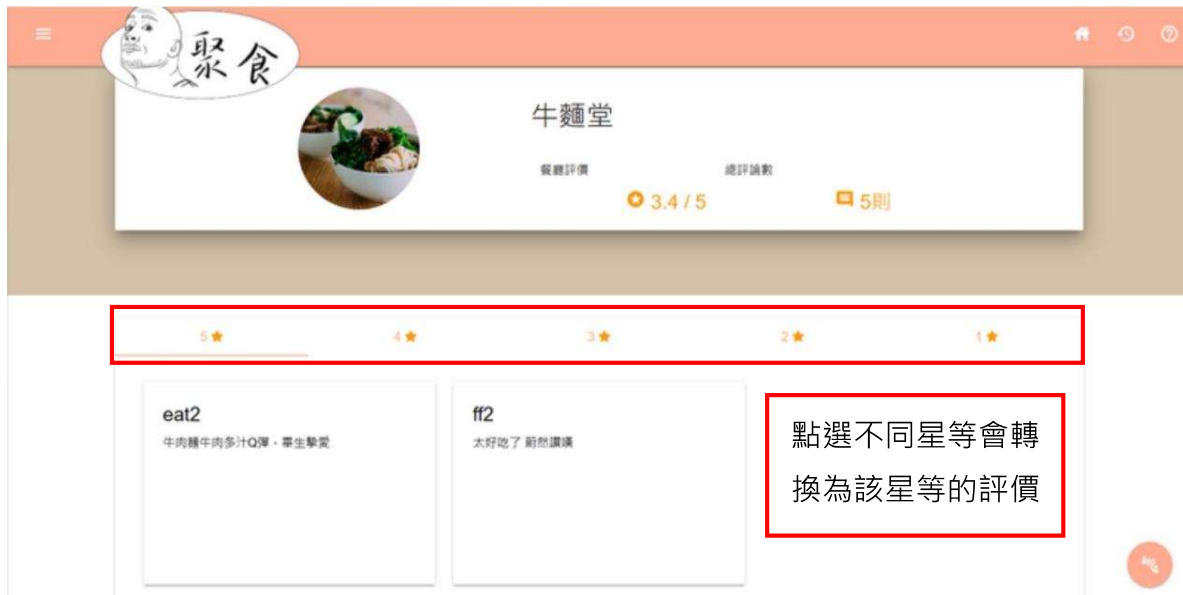 聚食
牛麵堂
餐廳評價 總評論數
3.4 / 5 5則
5 4 3 2 1
eat2 ff2
牛肉麵牛肉多汁Q彈，畢生摯愛 太好吃了 蔚然讚嘆
點選不同星等會轉
換為該星等的評價